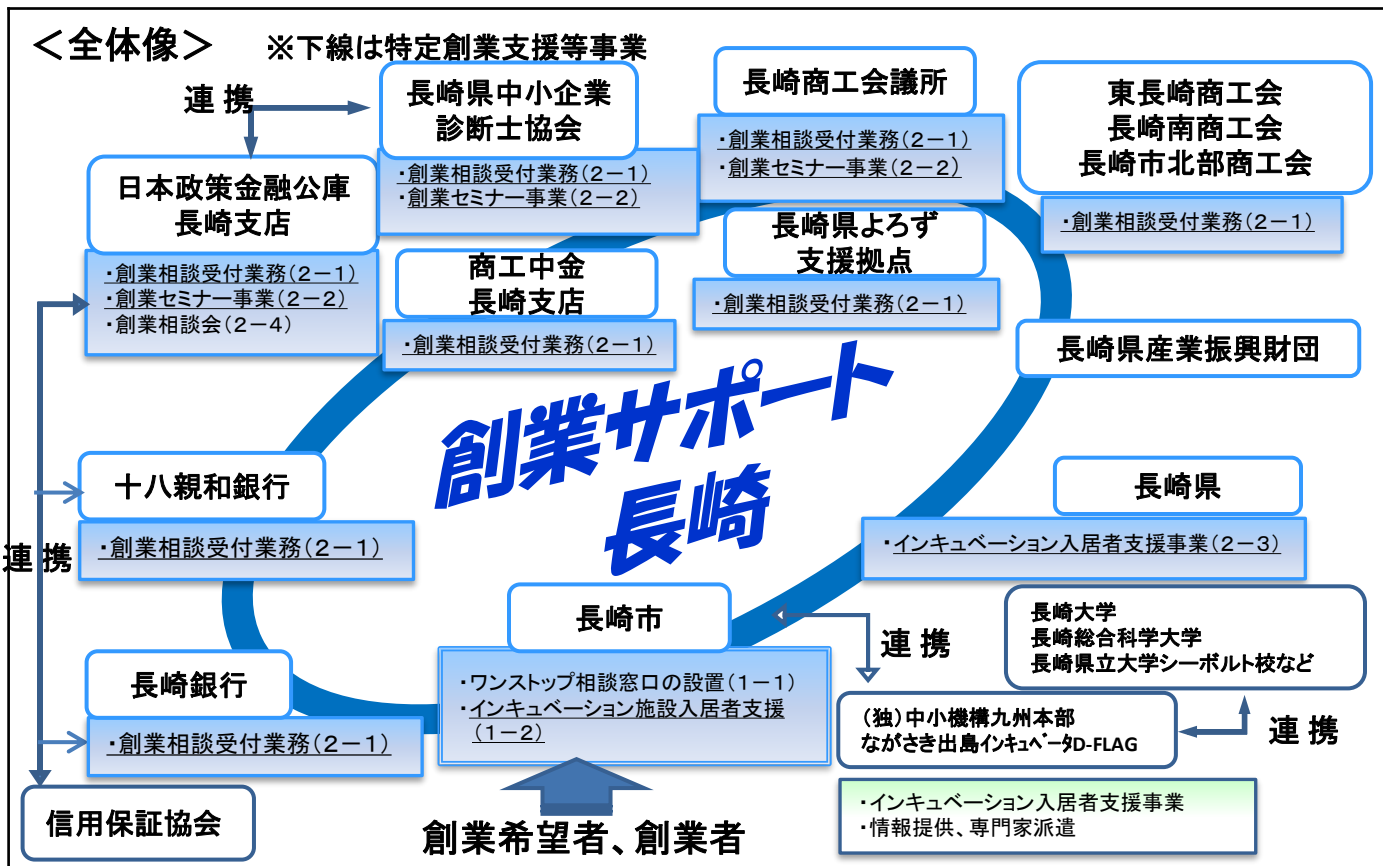 ＜全体像＞
※下線は特定創業支援等事業
連 携
長崎県中小企業
診断士協会
・創業相談受付業務(2－1)
・創業セミナー事業(2－2)
長崎商工会議所
・創業相談受付業務(2－1)
・創業セミナー事業(2－2)
東長崎商工会
長崎南商工会
長崎市北部商工会
・創業相談受付業務(2－1)
日本政策金融公庫
長崎支店
・創業相談受付業務(2－1)
・創業セミナー事業(2－2)
・創業相談会(2－4)
商工中金
長崎支店
・創業相談受付業務(2－1)
長崎県よろず
支援拠点
・創業相談受付業務(2－1)
長崎県産業振興財団
創業サポート
長崎
十八親和銀行
・創業相談受付業務(2－1)
連 携
長崎県
・インキュベーション入居者支援事業(2－3)
長崎市
・ワンストップ相談窓口の設置(1－1)
・インキュベーション施設入居者支援
(1－2)
連 携
長崎大学
長崎総合科学大学
長崎県立大学シーボルト校など
長崎銀行
・創業相談受付業務(2－1)
（独）中小機構九州本部
ながさき出島ｲﾝｷｭﾍﾞｰﾀD-FLAG
連 携
・インキュベーション入居者支援事業
・情報提供、専門家派遣
信用保証協会
創業希望者、創業者